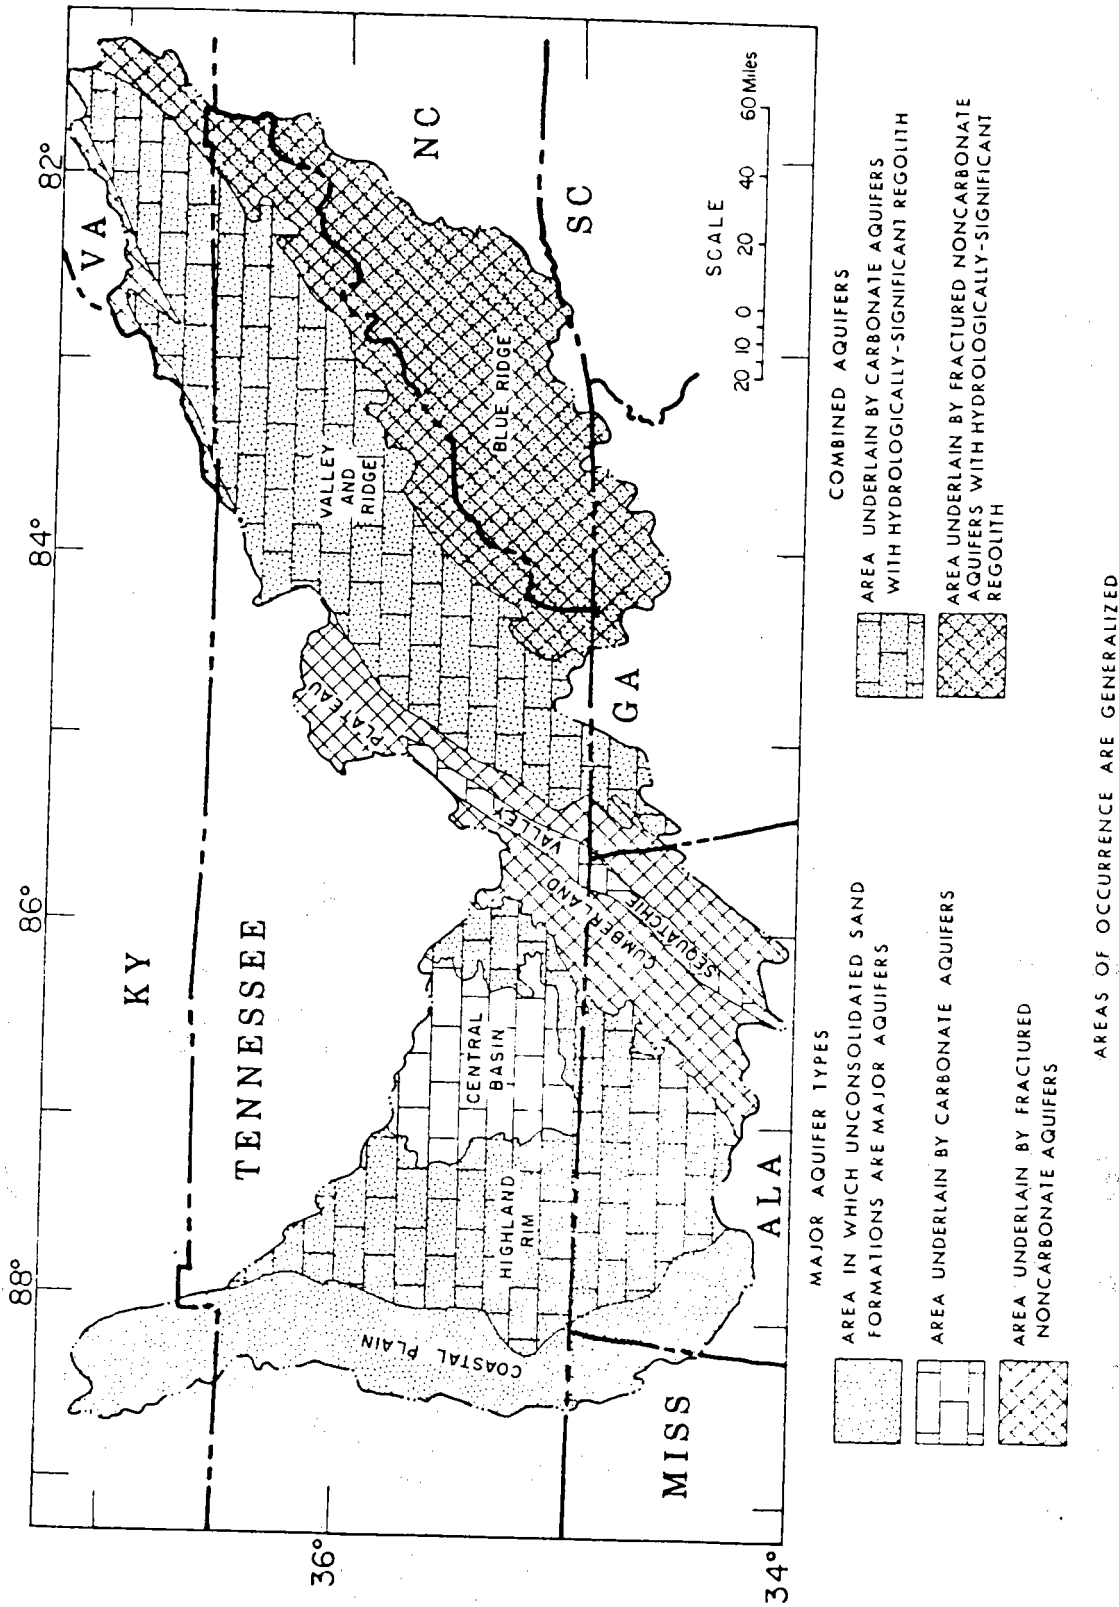 82°
84°
86°
88°
36°
34°
VA
KY
TENNESSEE
NC
SC
GA
ALA
MISS
VALLEY
AND
RIDGE
BLUE RIDGE
PLATEAU
CUMBERLAND
VALLEY
SEQUATCHIE
CENTRAL
BASIN
HIGHLAND
RIM
COASTAL PLAIN
SCALE
20 10 0 20 40 60 Miles
MAJOR AQUIFER TYPES
AREA IN WHICH UNCONSOLIDATED SAND
FORMATIONS ARE MAJOR AQUIFERS
AREA UNDERLAIN BY CARBONATE AQUIFERS
AREA UNDERLAIN BY FRACTURED
NONCARBONATE AQUIFERS
COMBINED AQUIFERS
AREA UNDERLAIN BY CARBONATE AQUIFERS
WITH HYDROLOGICALLY-SIGNIFICANT REGOLITH
AREA UNDERLAIN BY FRACTURED NONCARBONATE
AQUIFERS WITH HYDROLOGICALLY-SIGNIFICANT
REGOLITH
AREAS OF OCCURRENCE ARE GENERALIZED